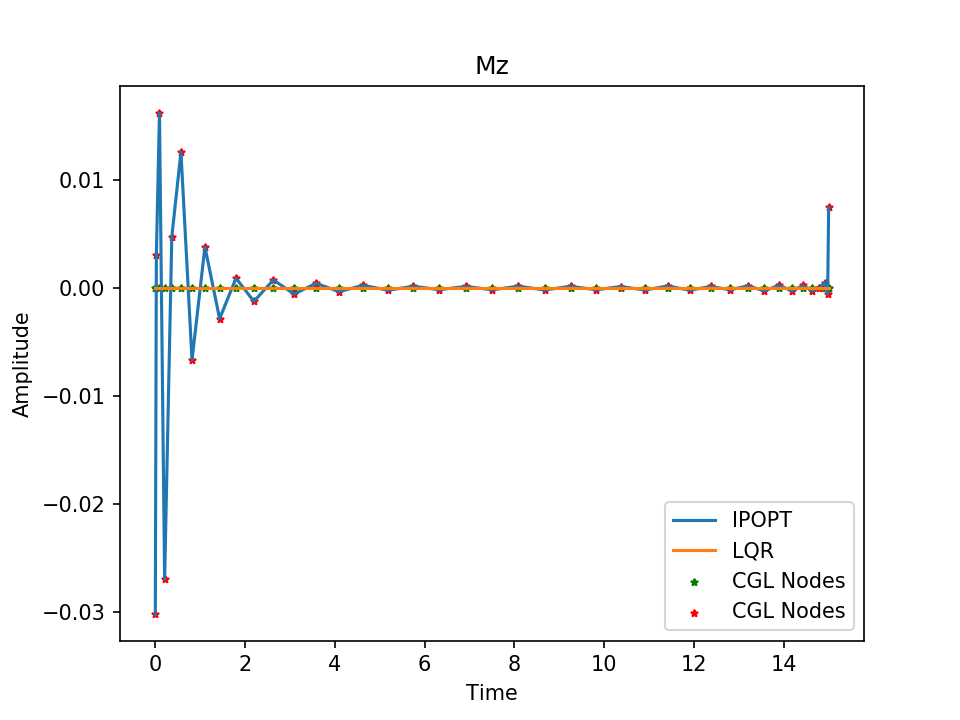 Mz
Amplitude
0.01
0.00
−0.01
−0.02
−0.03
IPOPT
LQR
CGL Nodes
CGL Nodes
0 2 4 6 8 10 12 14
Time